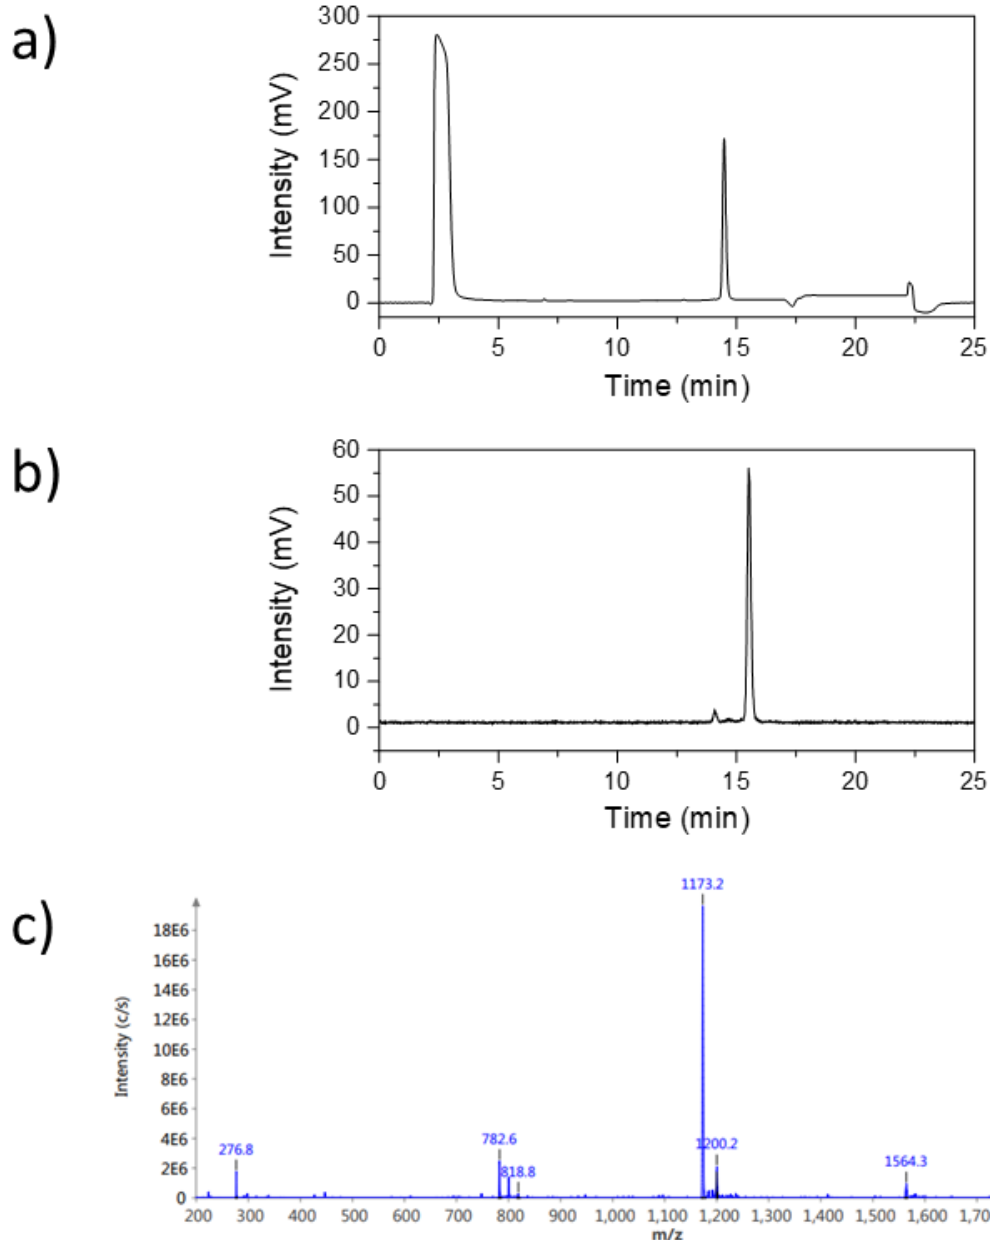 a)
300
250
200
150
100
50
0
Intensity (mV)
0 5 10 15 20 25
Time (min)
b)
60
50
40
30
20
10
0
Intensity (mV)
0 5 10 15 20 25
Time (min)
c)
1173.2
18E6
16E6
14E6
12E6
10E6
8E6
6E6
4E6
2E6
0
Intensity (c/s)
276.8
782.6
818.8
1200.2
1564.3
200 300 400 500 600 700 800 900 1,000 1,100 1,200 1,300 1,400 1,500 1,600 1,70
m/z